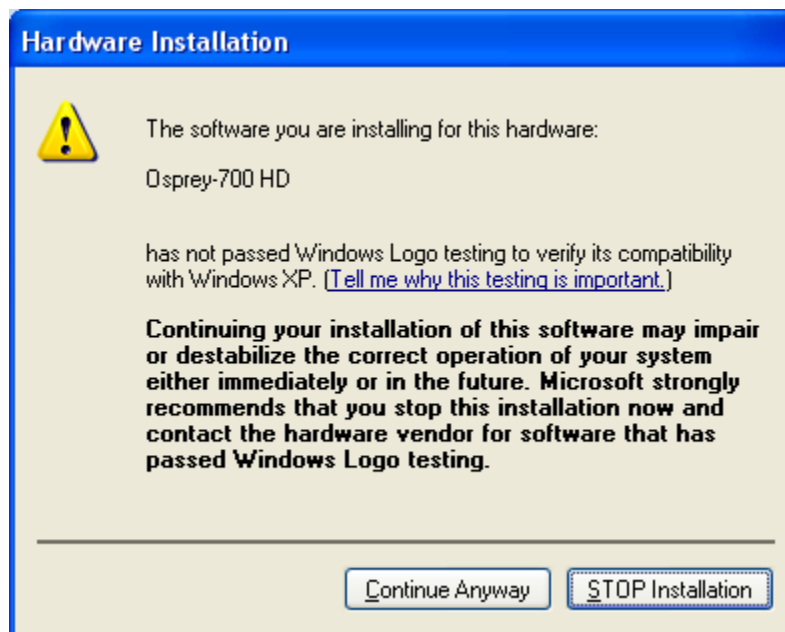 Hardware Installation
The software you are installing for this hardware:
Osprey-700 HD
has not passed Windows Logo testing to verify its compatibility
with Windows XP. (Tell me why this testing is important.)
Continuing your installation of this software may impair
or destabilize the correct operation of your system
either immediately or in the future. Microsoft strongly
recommends that you stop this installation now and
contact the hardware vendor for software that has
passed Windows Logo testing.
Continue Anyway
STOP Installation